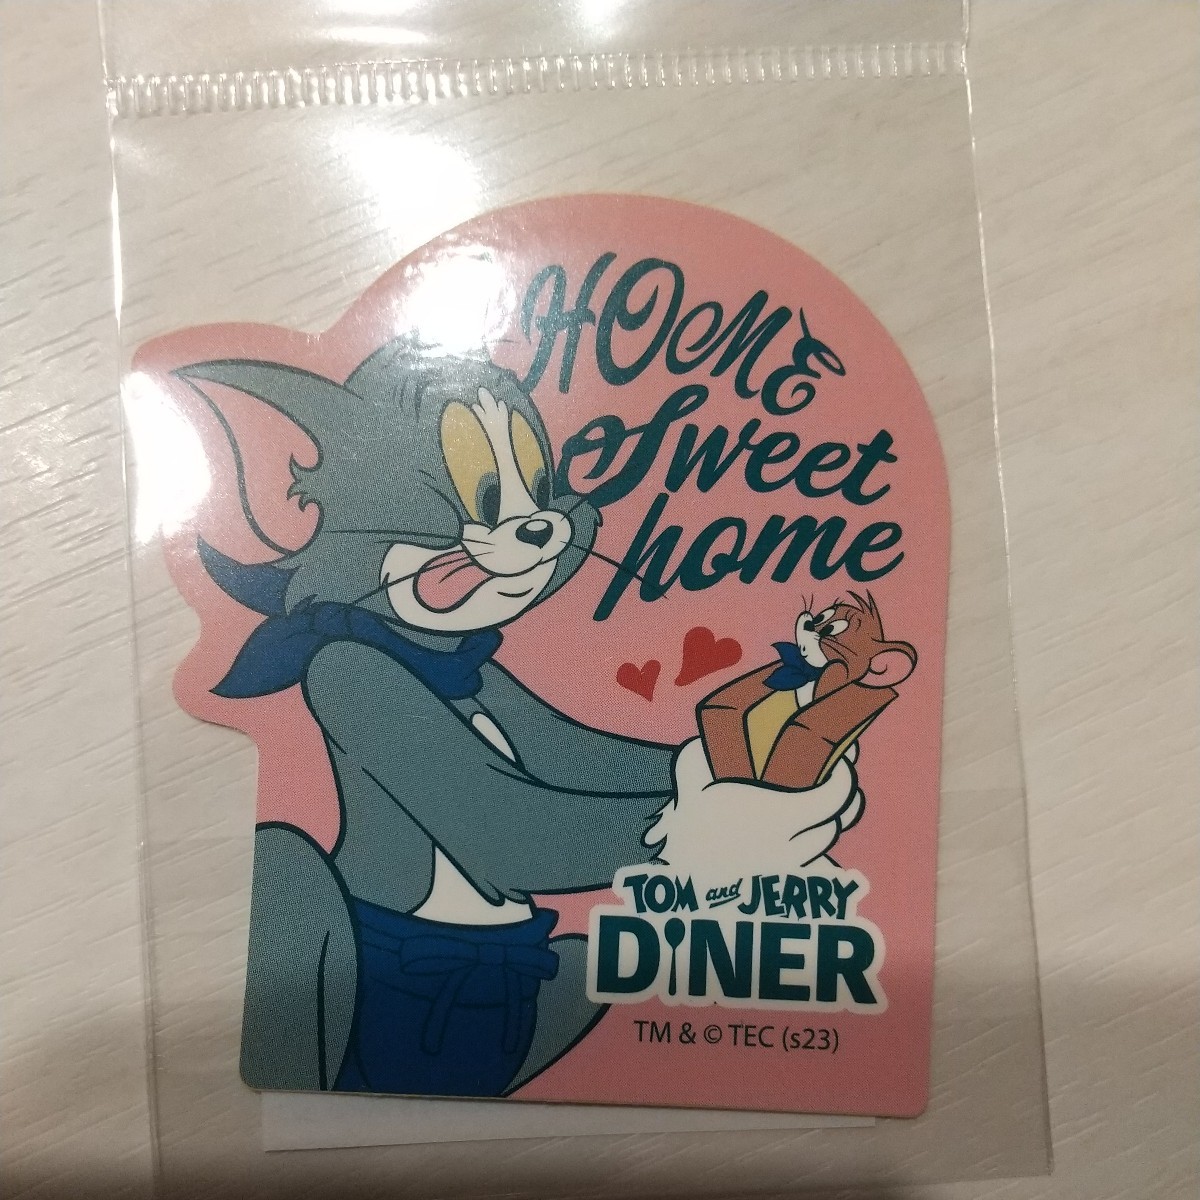 HOME
Sweet
home
TOM and JERRY
DINER
TM & © TEC (s23)